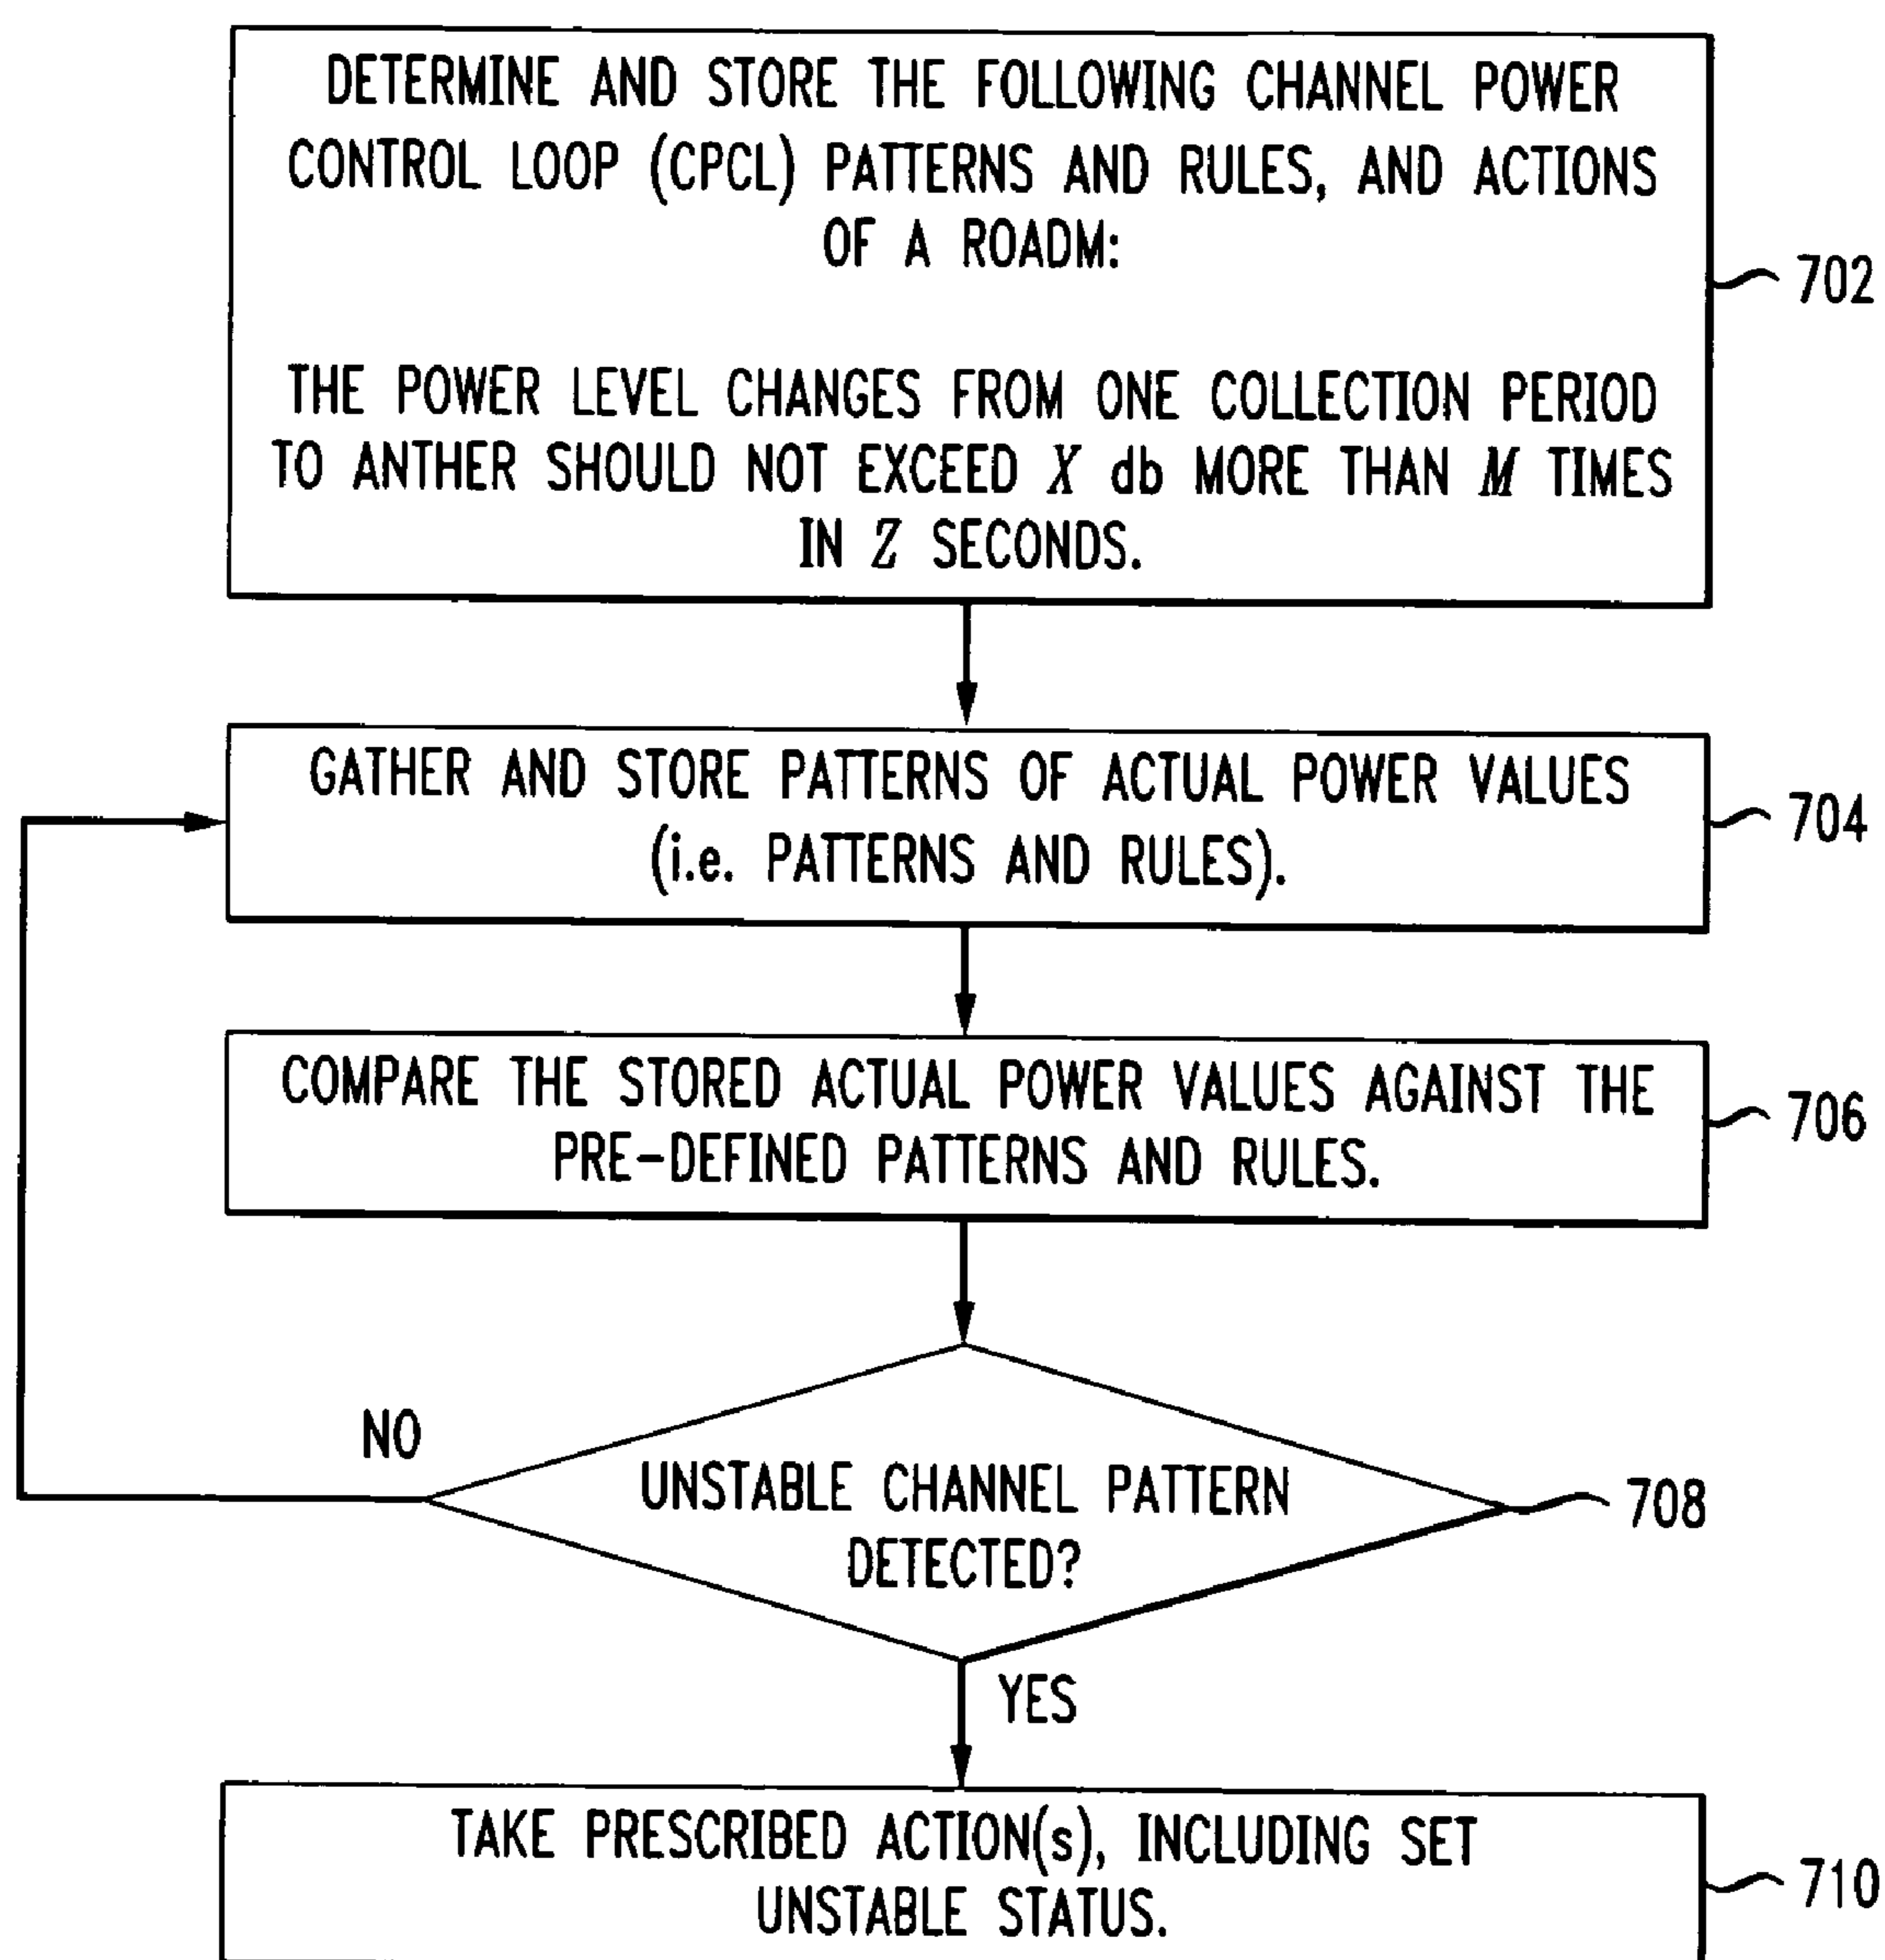 DETERMINE AND STORE THE FOLLOWING CHANNEL POWER
CONTROL LOOP (CPCL) PATTERNS AND RULES, AND ACTIONS
OF A ROADM:
THE POWER LEVEL CHANGES FROM ONE COLLECTION PERIOD
TO ANTHER SHOULD NOT EXCEED X db MORE THAN M TIMES
IN Z SECONDS.
702
GATHER AND STORE PATTERNS OF ACTUAL POWER VALUES
(i.e. PATTERNS AND RULES).
704
COMPARE THE STORED ACTUAL POWER VALUES AGAINST THE
PRE-DEFINED PATTERNS AND RULES.
706
NO
UNSTABLE CHANNEL PATTERN
DETECTED?
708
YES
TAKE PRESCRIBED ACTION(s), INCLUDING SET
UNSTABLE STATUS.
710